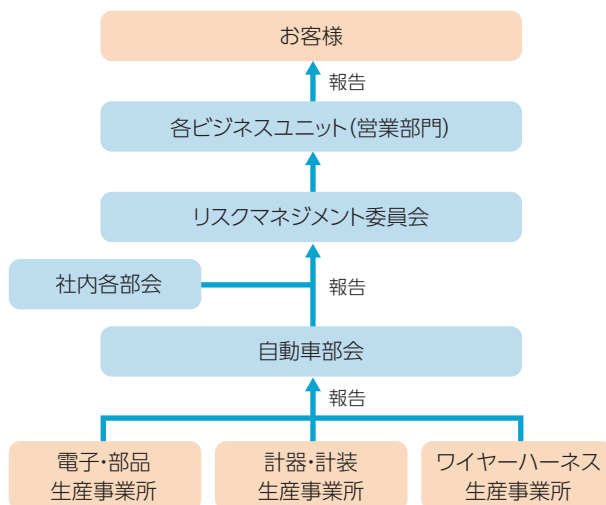 お客様
報告
各ビジネスユニット(営業部門)
リスクマネジメント委員会
社内各部会
報告
自動車部会
報告
電子・部品
生産事業所
計器・計装
生産事業所
ワイヤーハーネス
生産事業所